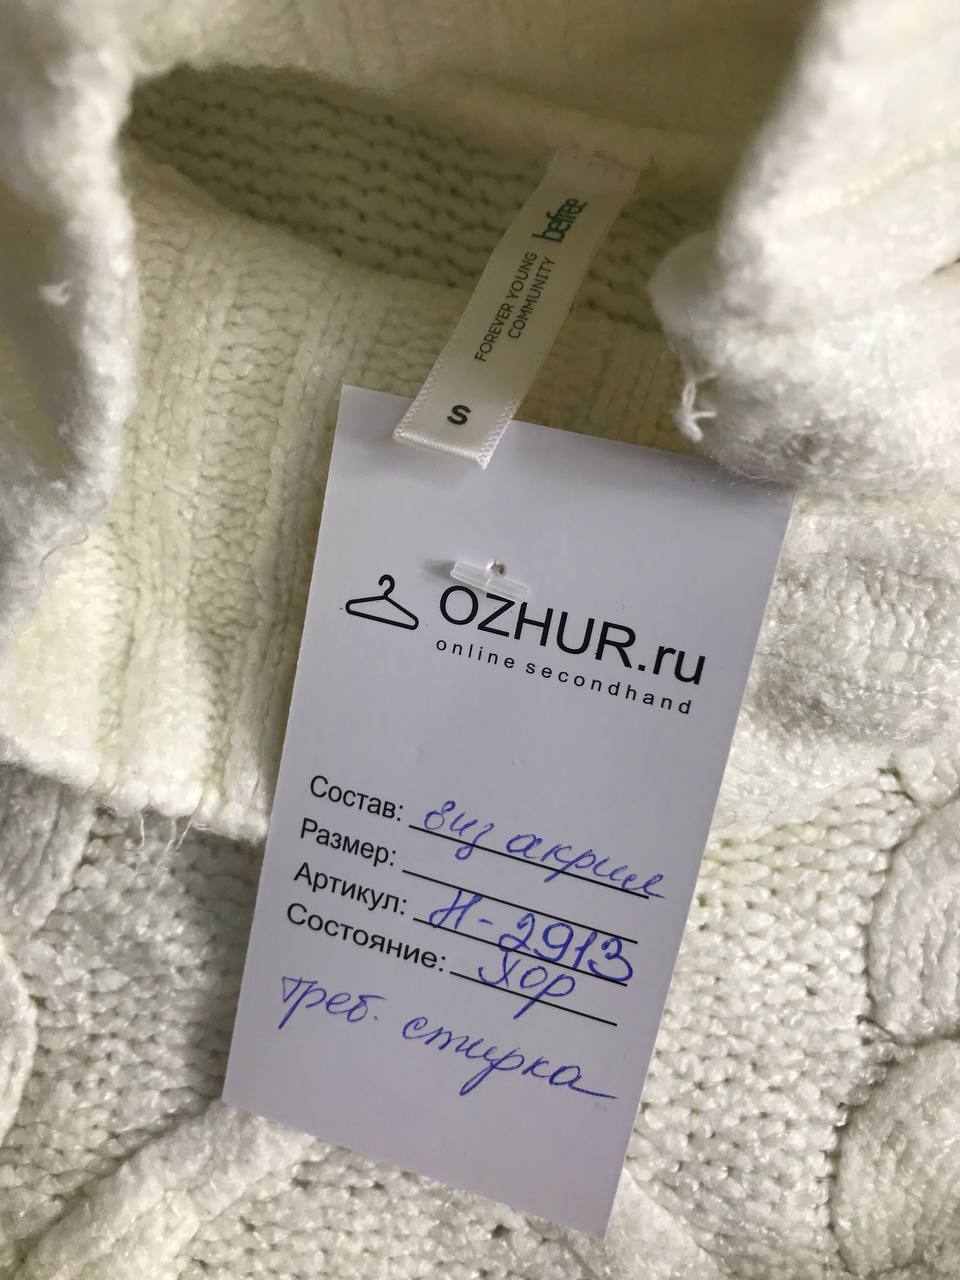 befree
FOREVER YOUNG
COMMUNITY
S
OZHUR.ru
online secondhand
Состав: виз акрил
Размер:
Артикул: Н-2913
Состояние: Хор
треб. стирка